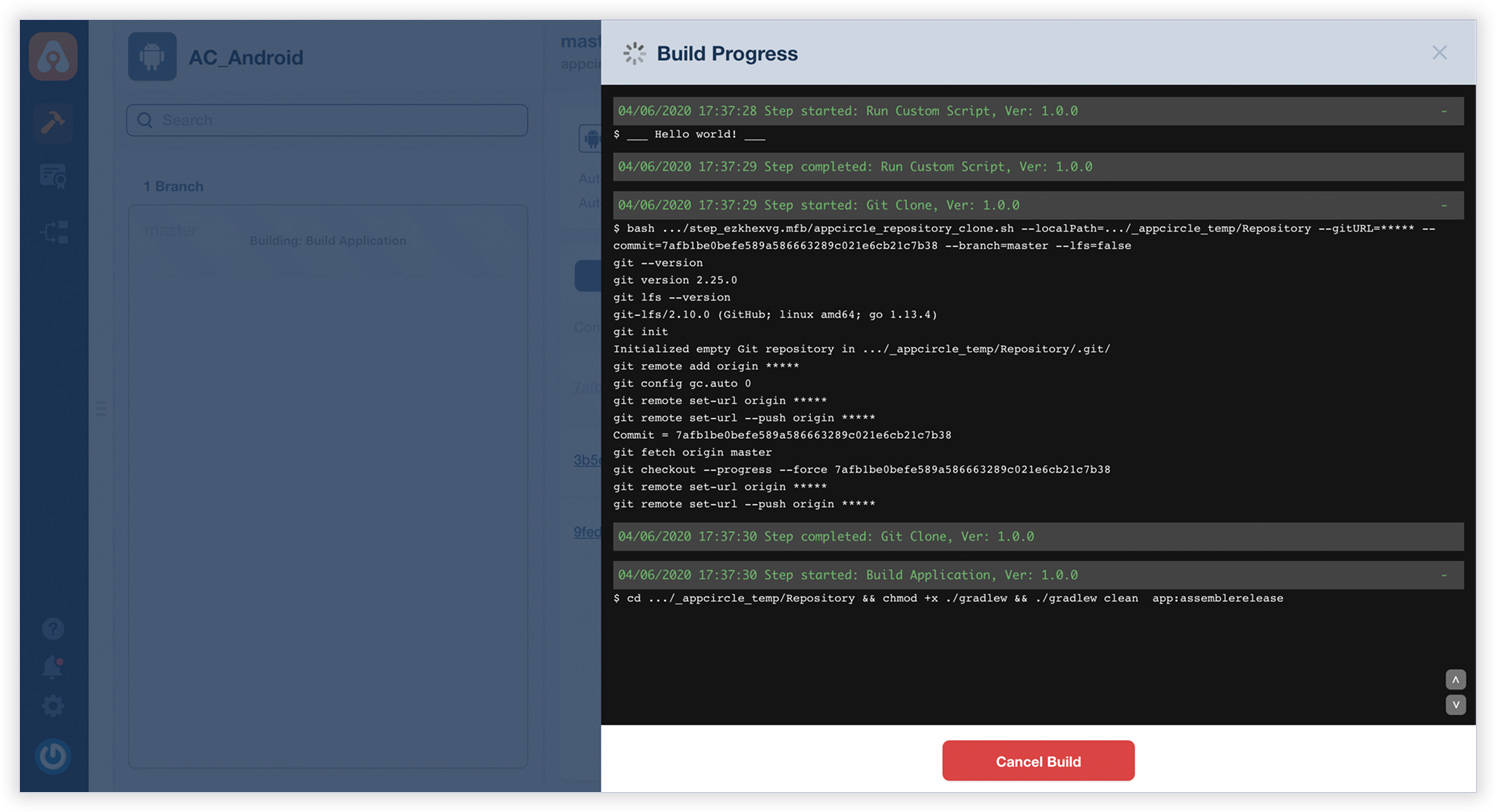 AC_Android
Search
1 Branch
master
Building: Build Application
mast
appcir
Aut
Aut
Con
7afb
3b5
9fed
Build Progress
04/06/2020 17:37:28 Step started: Run Custom Script, Ver: 1.0.0 -
$ ___ Hello world! ___
04/06/2020 17:37:29 Step completed: Run Custom Script, Ver: 1.0.0
04/06/2020 17:37:29 Step started: Git Clone, Ver: 1.0.0 -
$ bash .../step_ezkhexvg.mfb/appcircle_repository_clone.sh --localPath=.../_appcircle_temp/Repository --gitURL=***** --
commit=7afb1be0befe589a586663289c021e6cb21c7b38 --branch=master --lfs=false
git --version
git version 2.25.0
git lfs --version
git-lfs/2.10.0 (GitHub; linux amd64; go 1.13.4)
git init
Initialized empty Git repository in .../_appcircle_temp/Repository/.git/
git remote add origin *****
git config gc.auto 0
git remote set-url origin *****
git remote set-url --push origin *****
Commit = 7afb1be0befe589a586663289c021e6cb21c7b38
git fetch origin master
git checkout --progress --force 7afb1be0befe589a586663289c021e6cb21c7b38
git remote set-url origin *****
git remote set-url --push origin *****
04/06/2020 17:37:30 Step completed: Git Clone, Ver: 1.0.0
04/06/2020 17:37:30 Step started: Build Application, Ver: 1.0.0 -
$ cd .../_appcircle_temp/Repository && chmod +x ./gradlew && ./gradlew clean  app:assemblerelease
Cancel Build